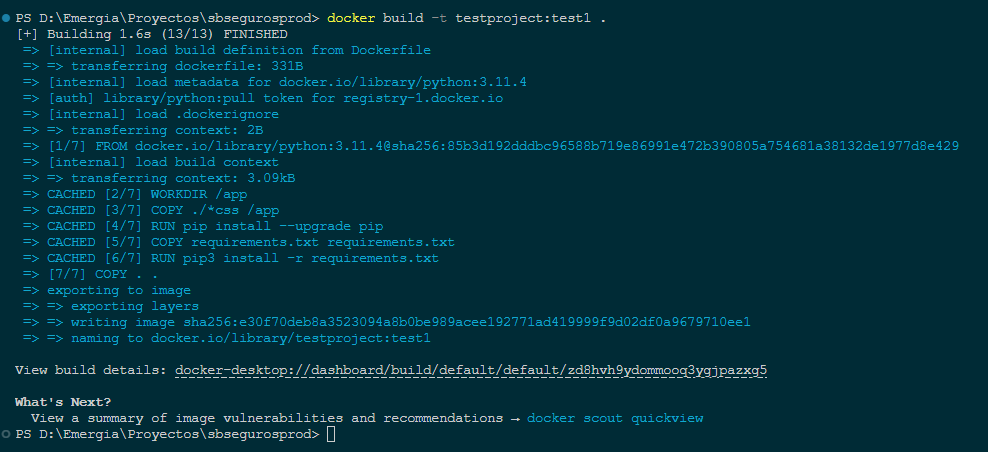 PS D:\Emergia\Proyectos\sbsegurosprod> docker build -t testproject:test1 .
[+] Building 1.6s (13/13) FINISHED
=> [internal] load build definition from Dockerfile
=> => transferring dockerfile: 331B
=> [internal] load metadata for docker.io/library/python:3.11.4
=> [auth] library/python:pull token for registry-1.docker.io
=> [internal] load .dockerignore
=> => transferring context: 2B
=> [1/7] FROM docker.io/library/python:3.11.4@sha256:85b3d192dddbc96588b719e86991e472b390805a754681a38132de1977d8e429
=> [internal] load build context
=> => transferring context: 3.09kB
=> CACHED [2/7] WORKDIR /app
=> CACHED [3/7] COPY ./*css /app
=> CACHED [4/7] RUN pip install --upgrade pip
=> CACHED [5/7] COPY requirements.txt requirements.txt
=> CACHED [6/7] RUN pip3 install -r requirements.txt
=> [7/7] COPY . .
=> exporting to image
=> => exporting layers
=> => writing image sha256:e30f70deb8a3523094a8b0be989acee192771ad419999f9d02df0a9679710ee1
=> => naming to docker.io/library/testproject:test1
View build details: docker-desktop://dashboard/build/default/default/zd8hvh9ydommooq3ygjpazxg5
What's Next?
View a summary of image vulnerabilities and recommendations → docker scout quickview
PS D:\Emergia\Proyectos\sbsegurosprod>